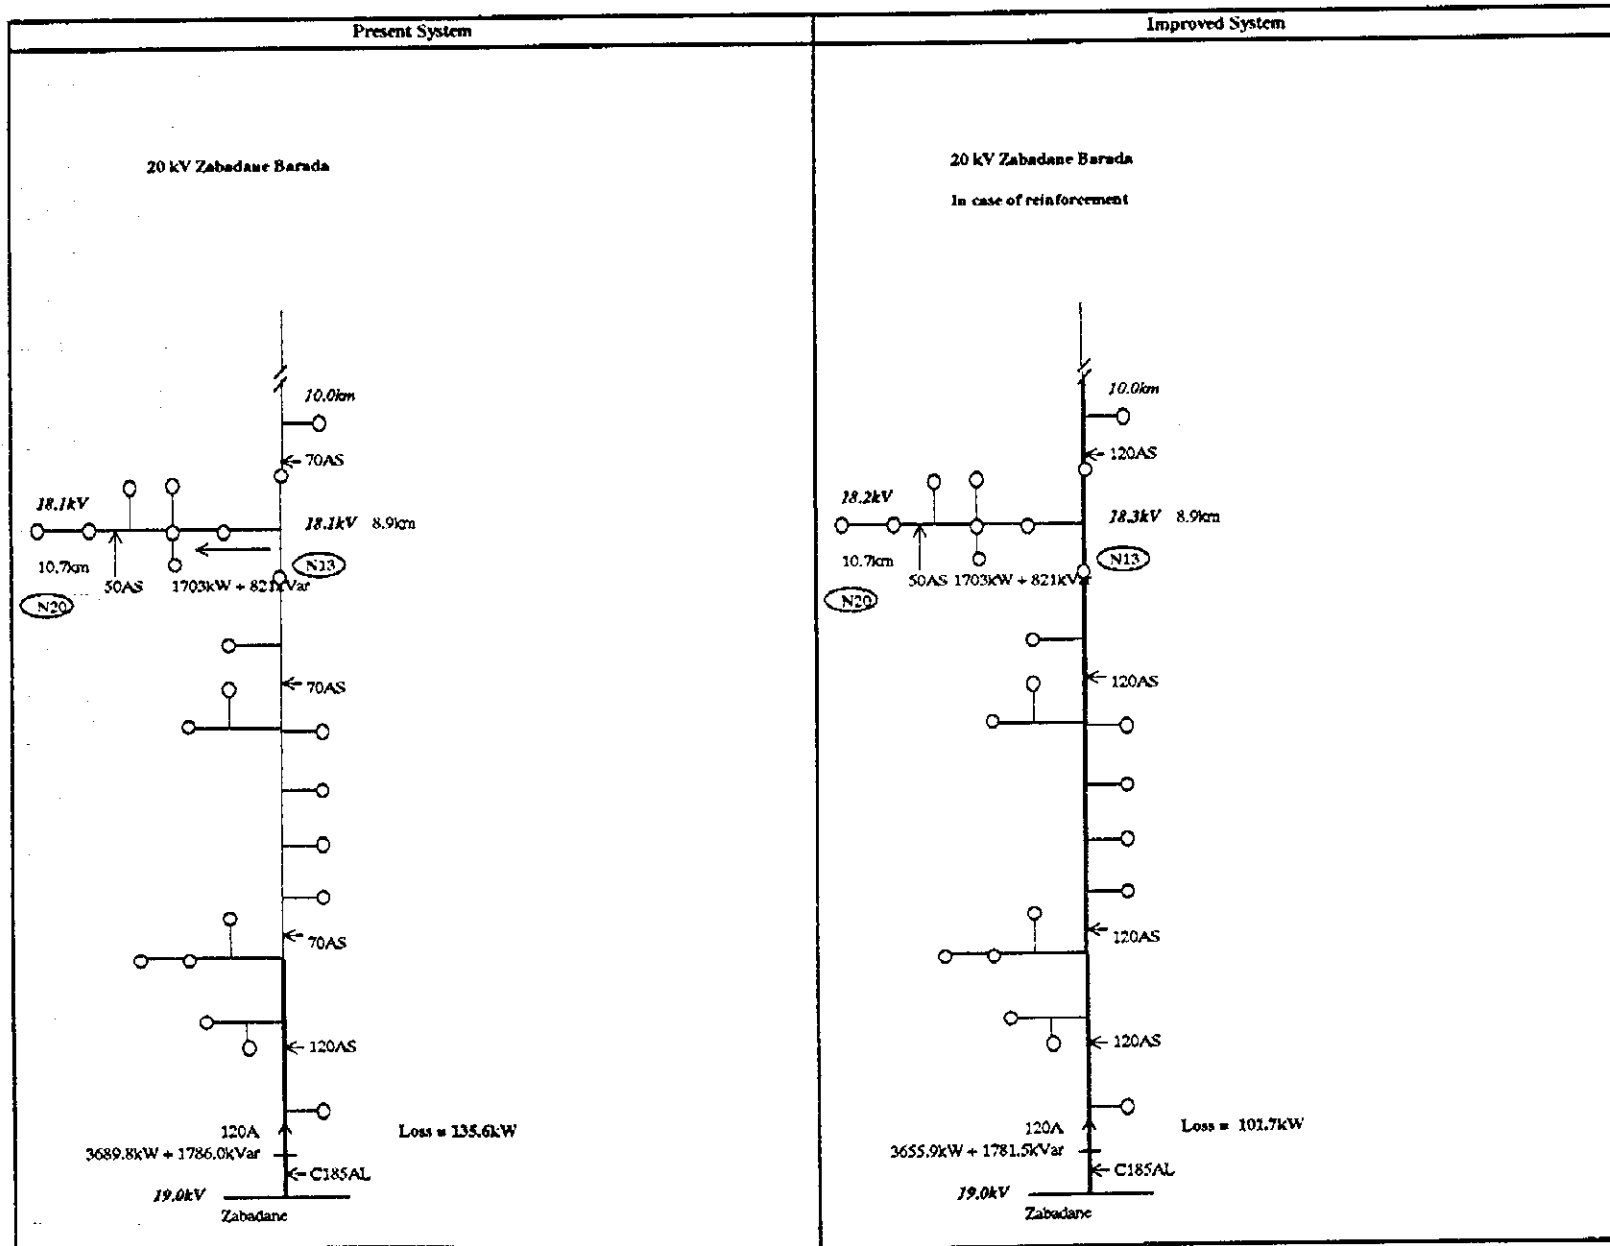 Present System
20 kV Zabadane Barada
10.0km
70AS
18.1kV
18.1kV 8.9km
N13
10.7km
50AS
1703kW + 821kVar
N20
70AS
70AS
120AS
120A
Loss = 135.6kW
3689.8kW + 1786.0kVar
C185AL
19.0kV
Zabadane
Improved System
20 kV Zabadane Barada
In case of reinforcement
10.0km
120AS
18.2kV
18.3kV 8.9km
N13
10.7km
50AS 1703kW + 821kVar
N20
120AS
120AS
120AS
120A
Loss = 101.7kW
3655.9kW + 1781.5kVar
C185AL
19.0kV
Zabadane